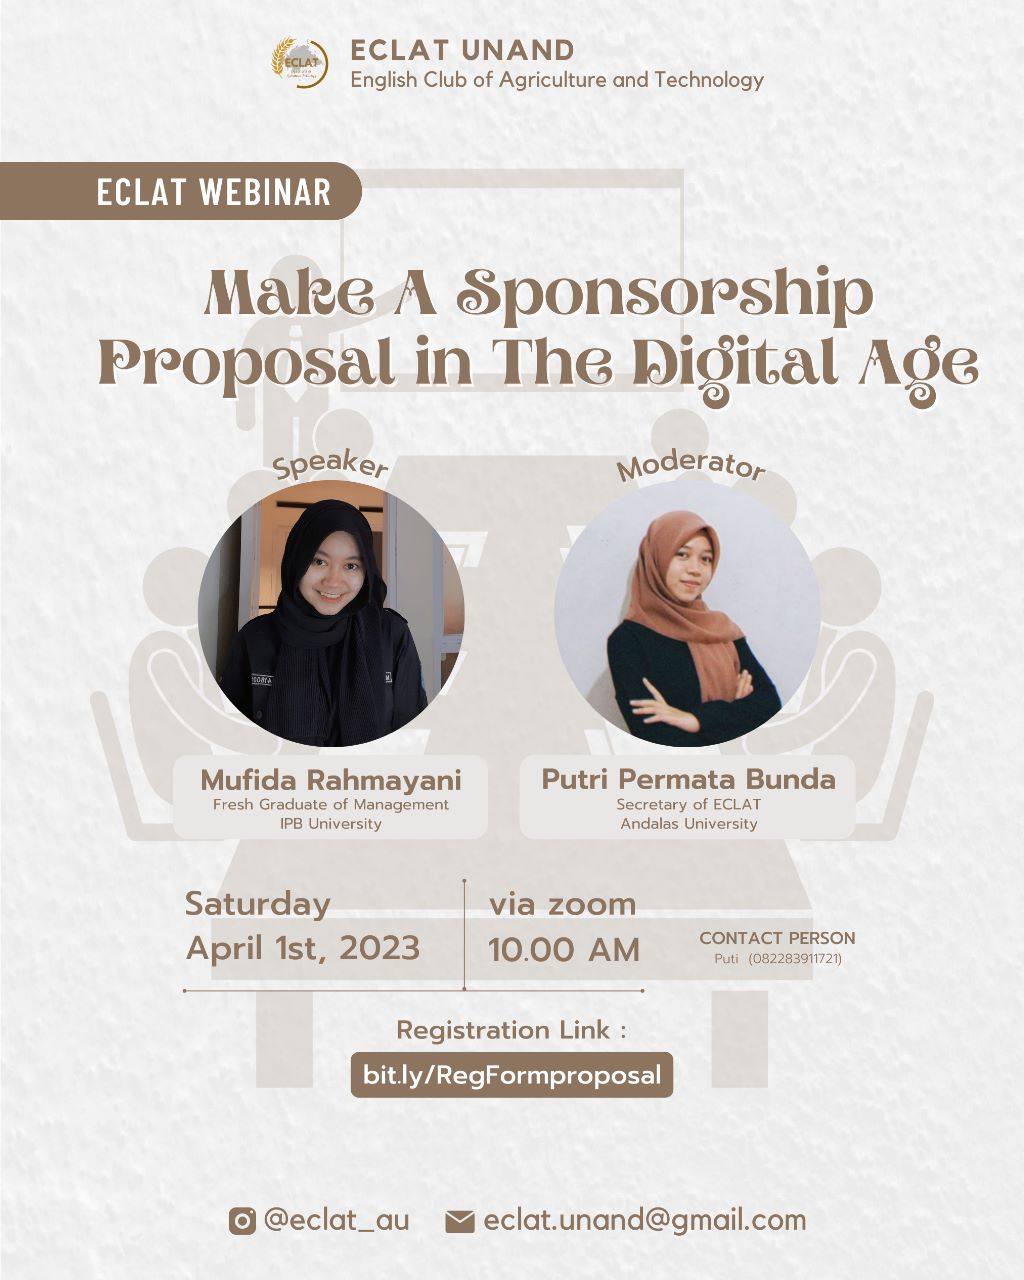 ECLAT
ECLAT UNAND
English Club of Agriculture and Technology
ECLAT WEBINAR
Make A Sponsorship
Proposal in The Digital Age
Speaker
Moderator
Mufida Rahmayani
Fresh Graduate of Management
IPB University
Putri Permata Bunda
Secretary of ECLAT
Andalas University
Saturday
April 1st, 2023
via zoom
10.00 AM
CONTACT PERSON
Puti (082283911721)
Registration Link :
bit.ly/RegFormproposal
@eclat_au
eclat.unand@gmail.com